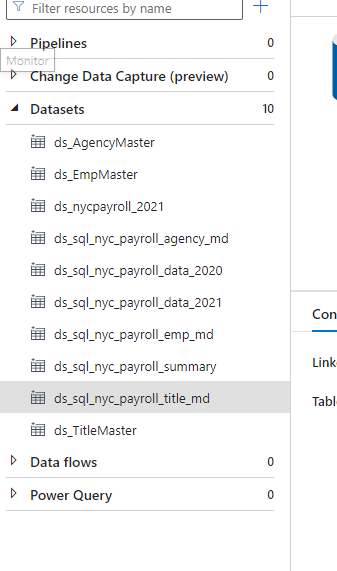 Filter resources by name
Pipelines 0
Monitor
Change Data Capture (preview) 0
Datasets 10
ds_AgencyMaster
ds_EmpMaster
ds_nycpayroll_2021
ds_sql_nyc_payroll_agency_md
ds_sql_nyc_payroll_data_2020
ds_sql_nyc_payroll_data_2021
ds_sql_nyc_payroll_emp_md
ds_sql_nyc_payroll_summary
ds_sql_nyc_payroll_title_md
ds_TitleMaster
Data flows 0
Power Query 0
Con
Link
Table